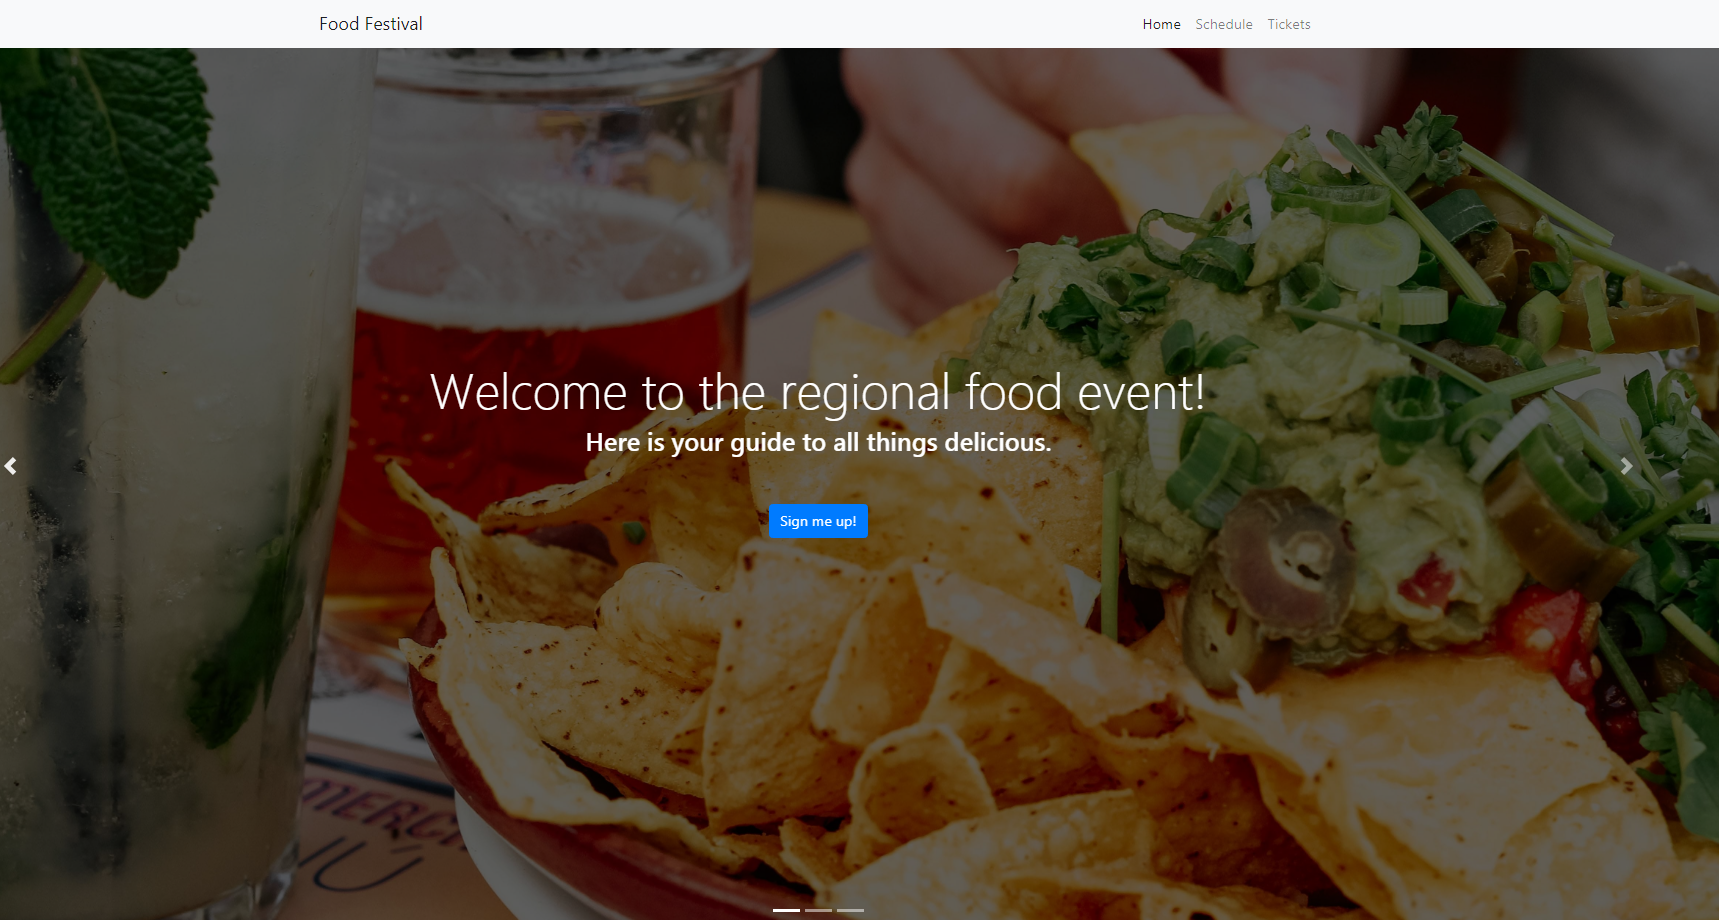 Food Festival
Home Schedule Tickets
Welcome to the regional food event!
Here is your guide to all things delicious.
Sign me up!